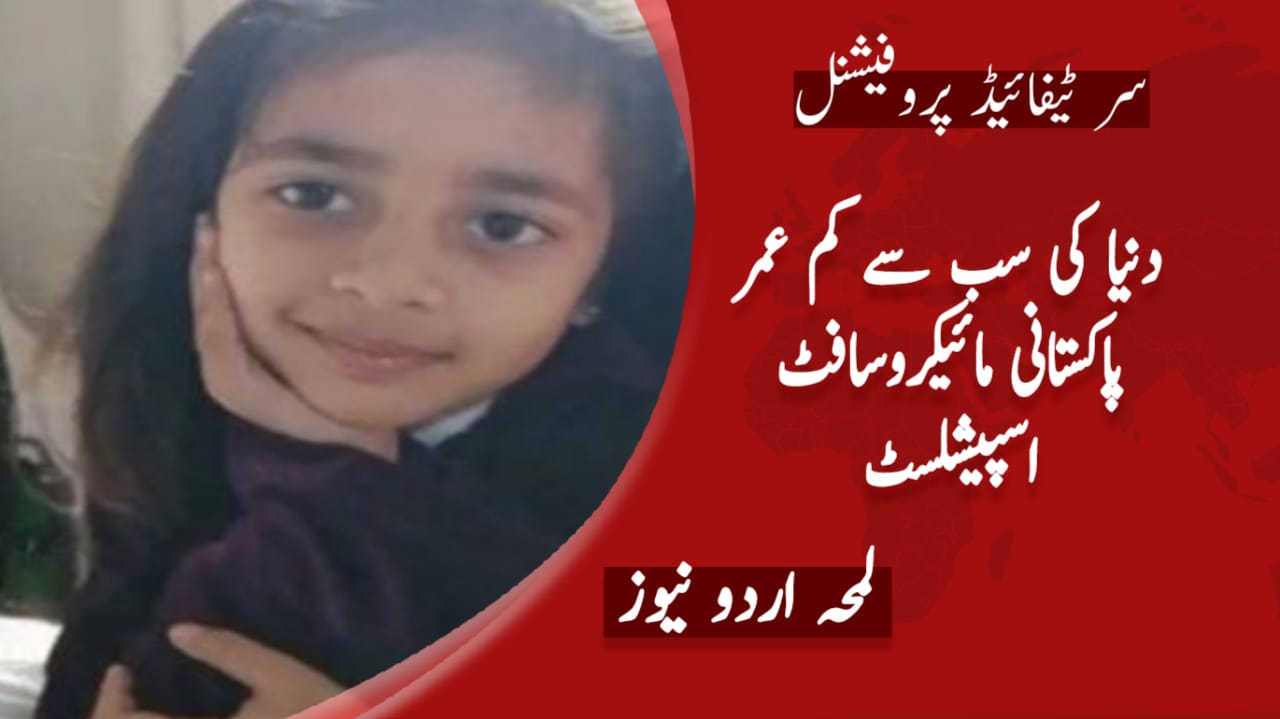 سرٹیفائیڈ پروفیشنل
دنیا کی سب سے کم عمر
پاکستانی مائیکروسافٹ
اسپیشلسٹ
لمحہ اردو نیوز